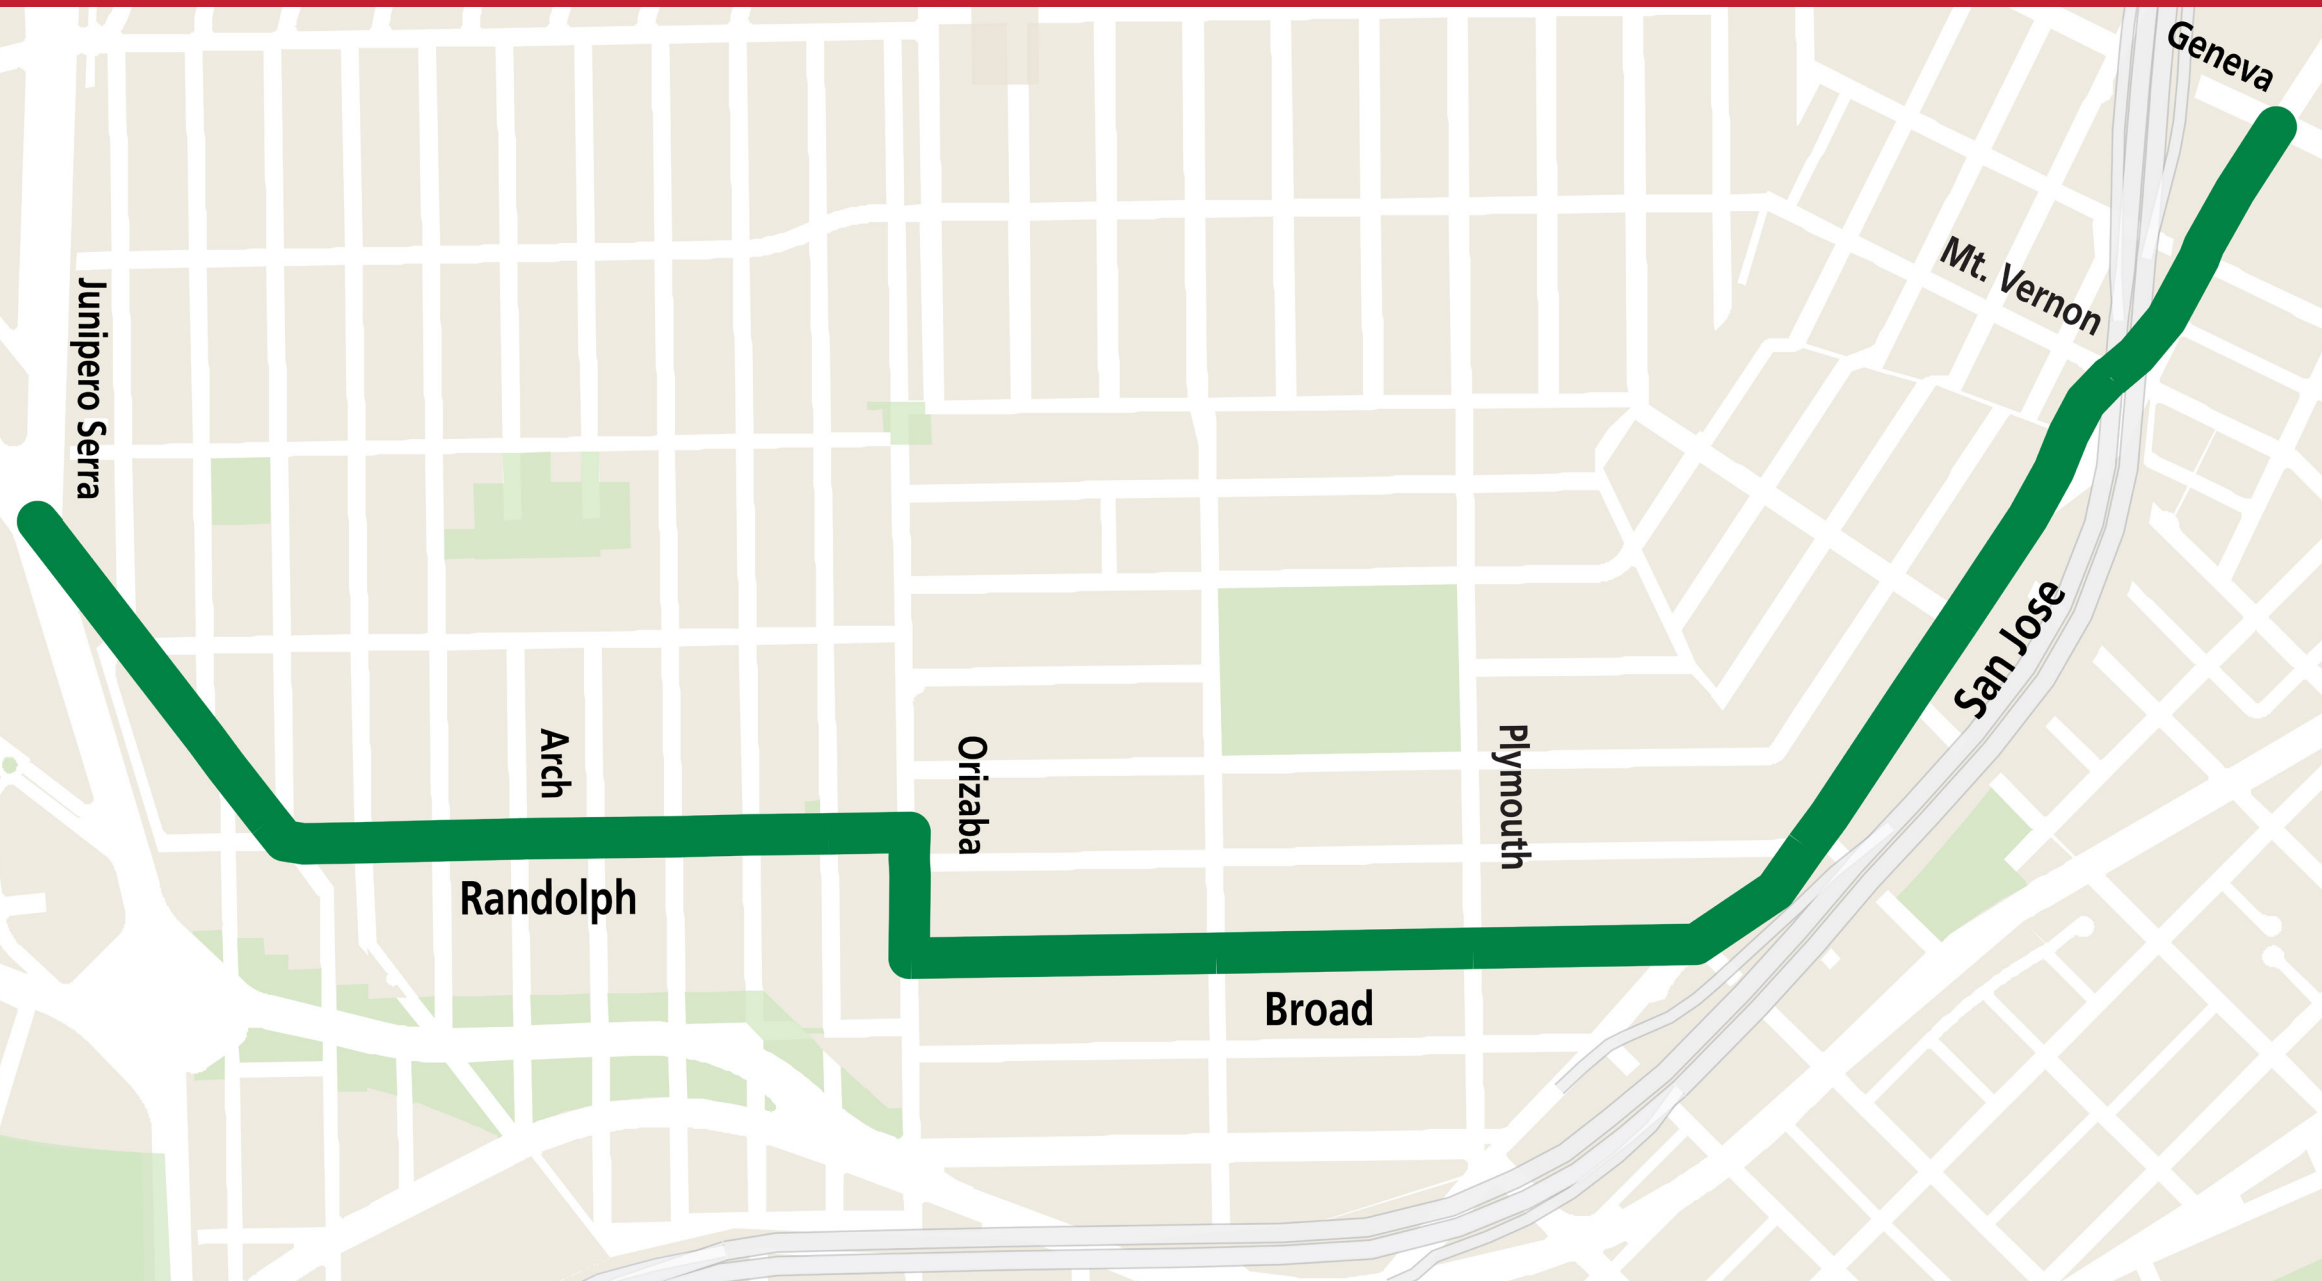 Geneva
Mt. Vernon
Junipero Serra
San Jose
Arch
Orizaba
Plymouth
Randolph
Broad